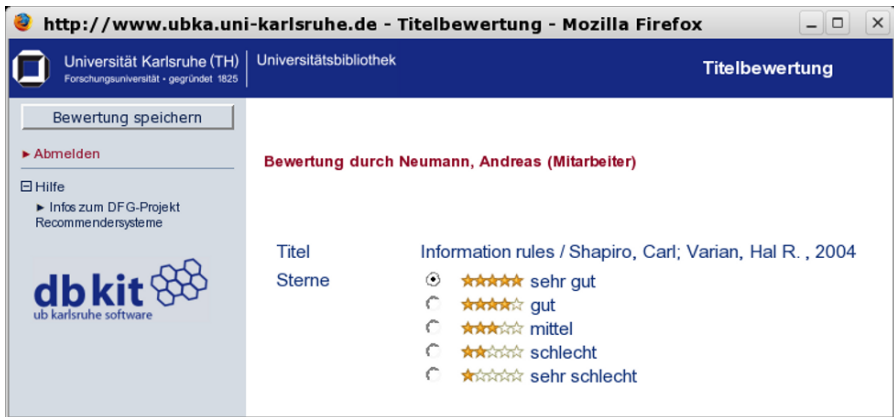 http://www.ubka.uni-karlsruhe.de - Titelbewertung - Mozilla Firefox
Universität Karlsruhe (TH)
Forschungsuniversität · gegründet 1825
Universitätsbibliothek
Titelbewertung
Bewertung speichern
Abmelden
Hilfe
Infos zum DFG-Projekt
Recommendersysteme
dbkit
ub karlsruhe software
Bewertung durch Neumann, Andreas (Mitarbeiter)
Titel Information rules / Shapiro, Carl; Varian, Hal R. , 2004
Sterne sehr gut
gut
mittel
schlecht
sehr schlecht